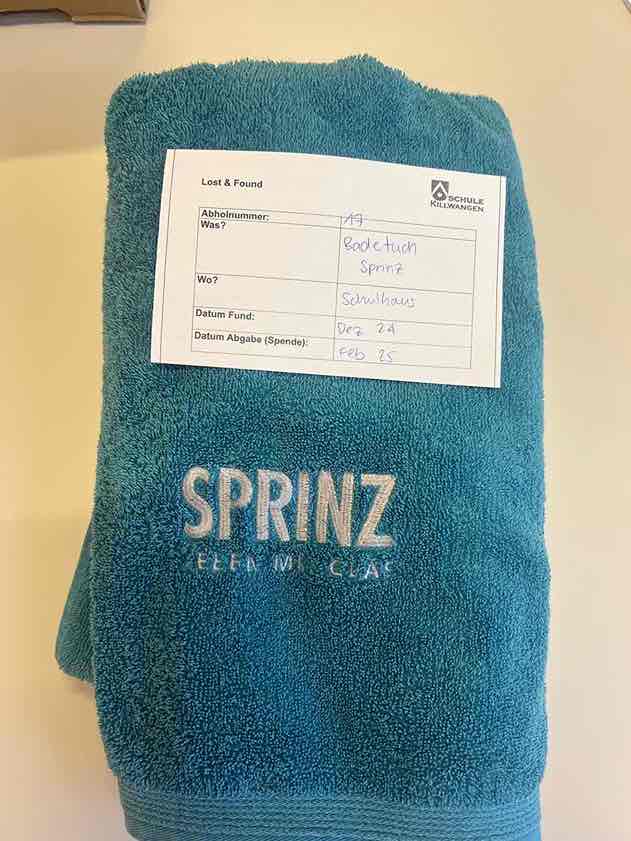 Lost & Found
SCHULE
KILLWANGEN
Abholnummer: 17
Was? Badetuch
Sprinz
Wo? Schulhaus
Datum Fund: Dez 24
Datum Abgabe (Spende): Feb 25
SPRINZ